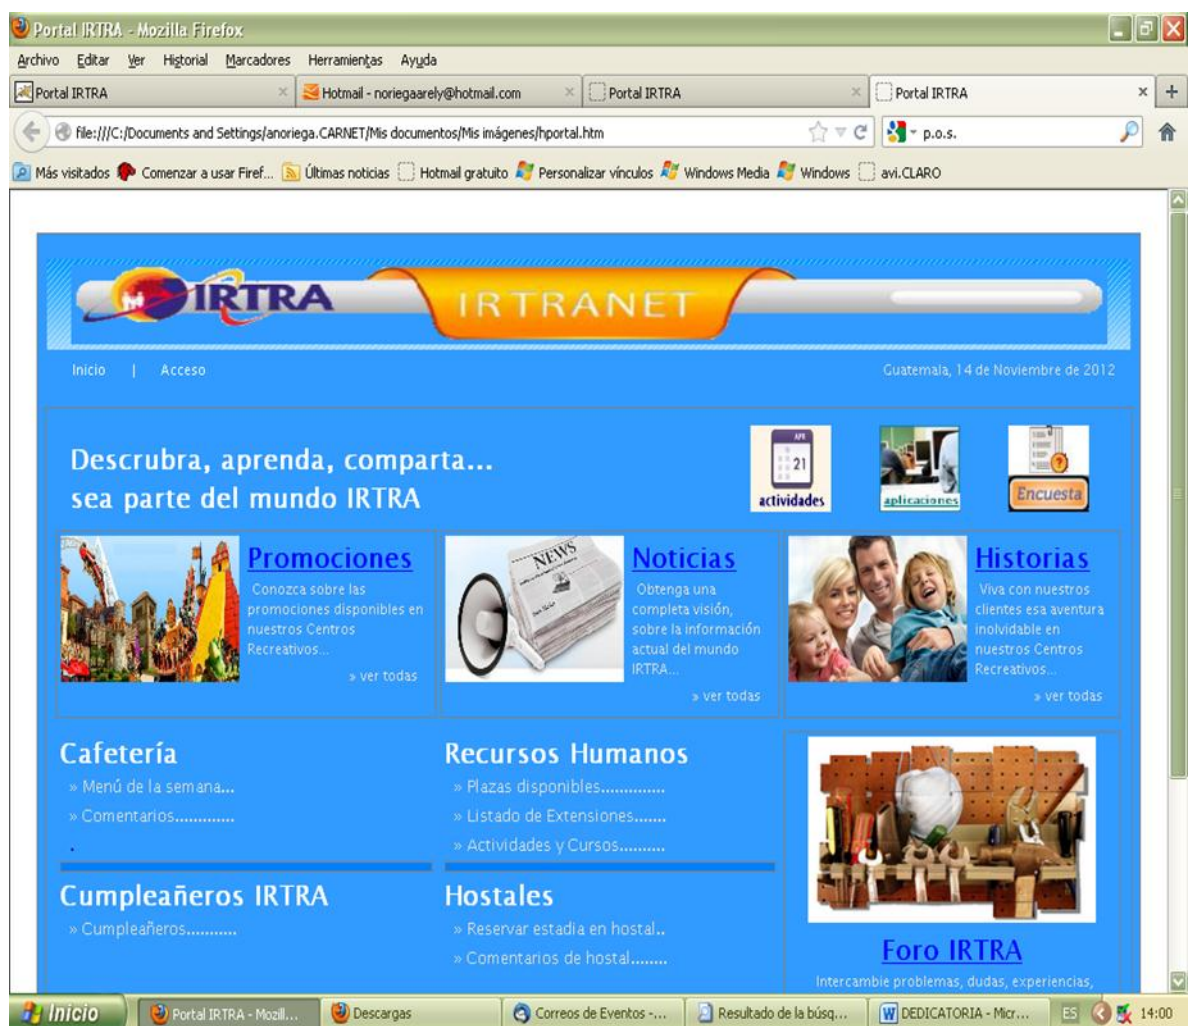 Portal IRTRA - Mozilla Firefox
Archivo Editar Ver Historial Marcadores Herramientas Ayuda
Portal IRTRA
Hotmail - noriegaarely@hotmail.com
Portal IRTRA
Portal IRTRA
file:///C:/Documents and Settings/anoriega.CARNET/Mis documentos/Mis imágenes/hportal.htm
p.o.s.
Más visitados Comenzar a usar Firef... Últimas noticias Hotmail gratuito Personalizar vínculos Windows Media Windows avi.CLARO
IRTRA
IRTRANET
Inicio | Acceso
Guatemala, 14 de Noviembre de 2012
Descrubra, aprenda, comparta...
sea parte del mundo IRTRA
APR
21
actividades
aplicaciones
Encuesta
Promociones
Conozca sobre las
promociones disponibles en
nuestros Centros
Recreativos...
» ver todas
NEWS
Noticias
Obtenga una
completa visión,
sobre la información
actual del mundo
IRTRA...
» ver todas
Historias
Viva con nuestros
clientes esa aventura
inolvidable en
nuestros Centros
Recreativos...
» ver todas
Cafetería
» Menú de la semana...
» Comentarios.............
.
Recursos Humanos
» Plazas disponibles..............
» Listado de Extensiones.......
» Actividades y Cursos..........
Cumpleañeros IRTRA
» Cumpleañeros...........
Hostales
» Reservar estadia en hostal..
» Comentarios de hostal........
Foro IRTRA
Intercambie problemas, dudas, experiencias,
Inicio
Portal IRTRA - Mozill...
Descargas
Correos de Eventos -...
Resultado de la búsq...
DEDICATORIA - Micr...
ES
14:00